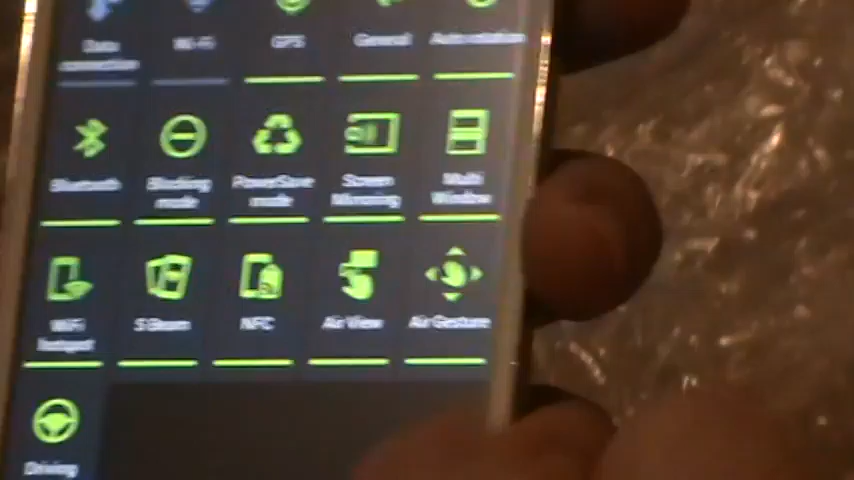 Data
connection
Wi-Fi
GPS
General
Auto rotation
Bluetooth
Blocking
mode
PowerSave
mode
Screen
Mirroring
Multi
Window
WiFi
hotspot
S Beam
NFC
Air View
Air Gesture
Driving